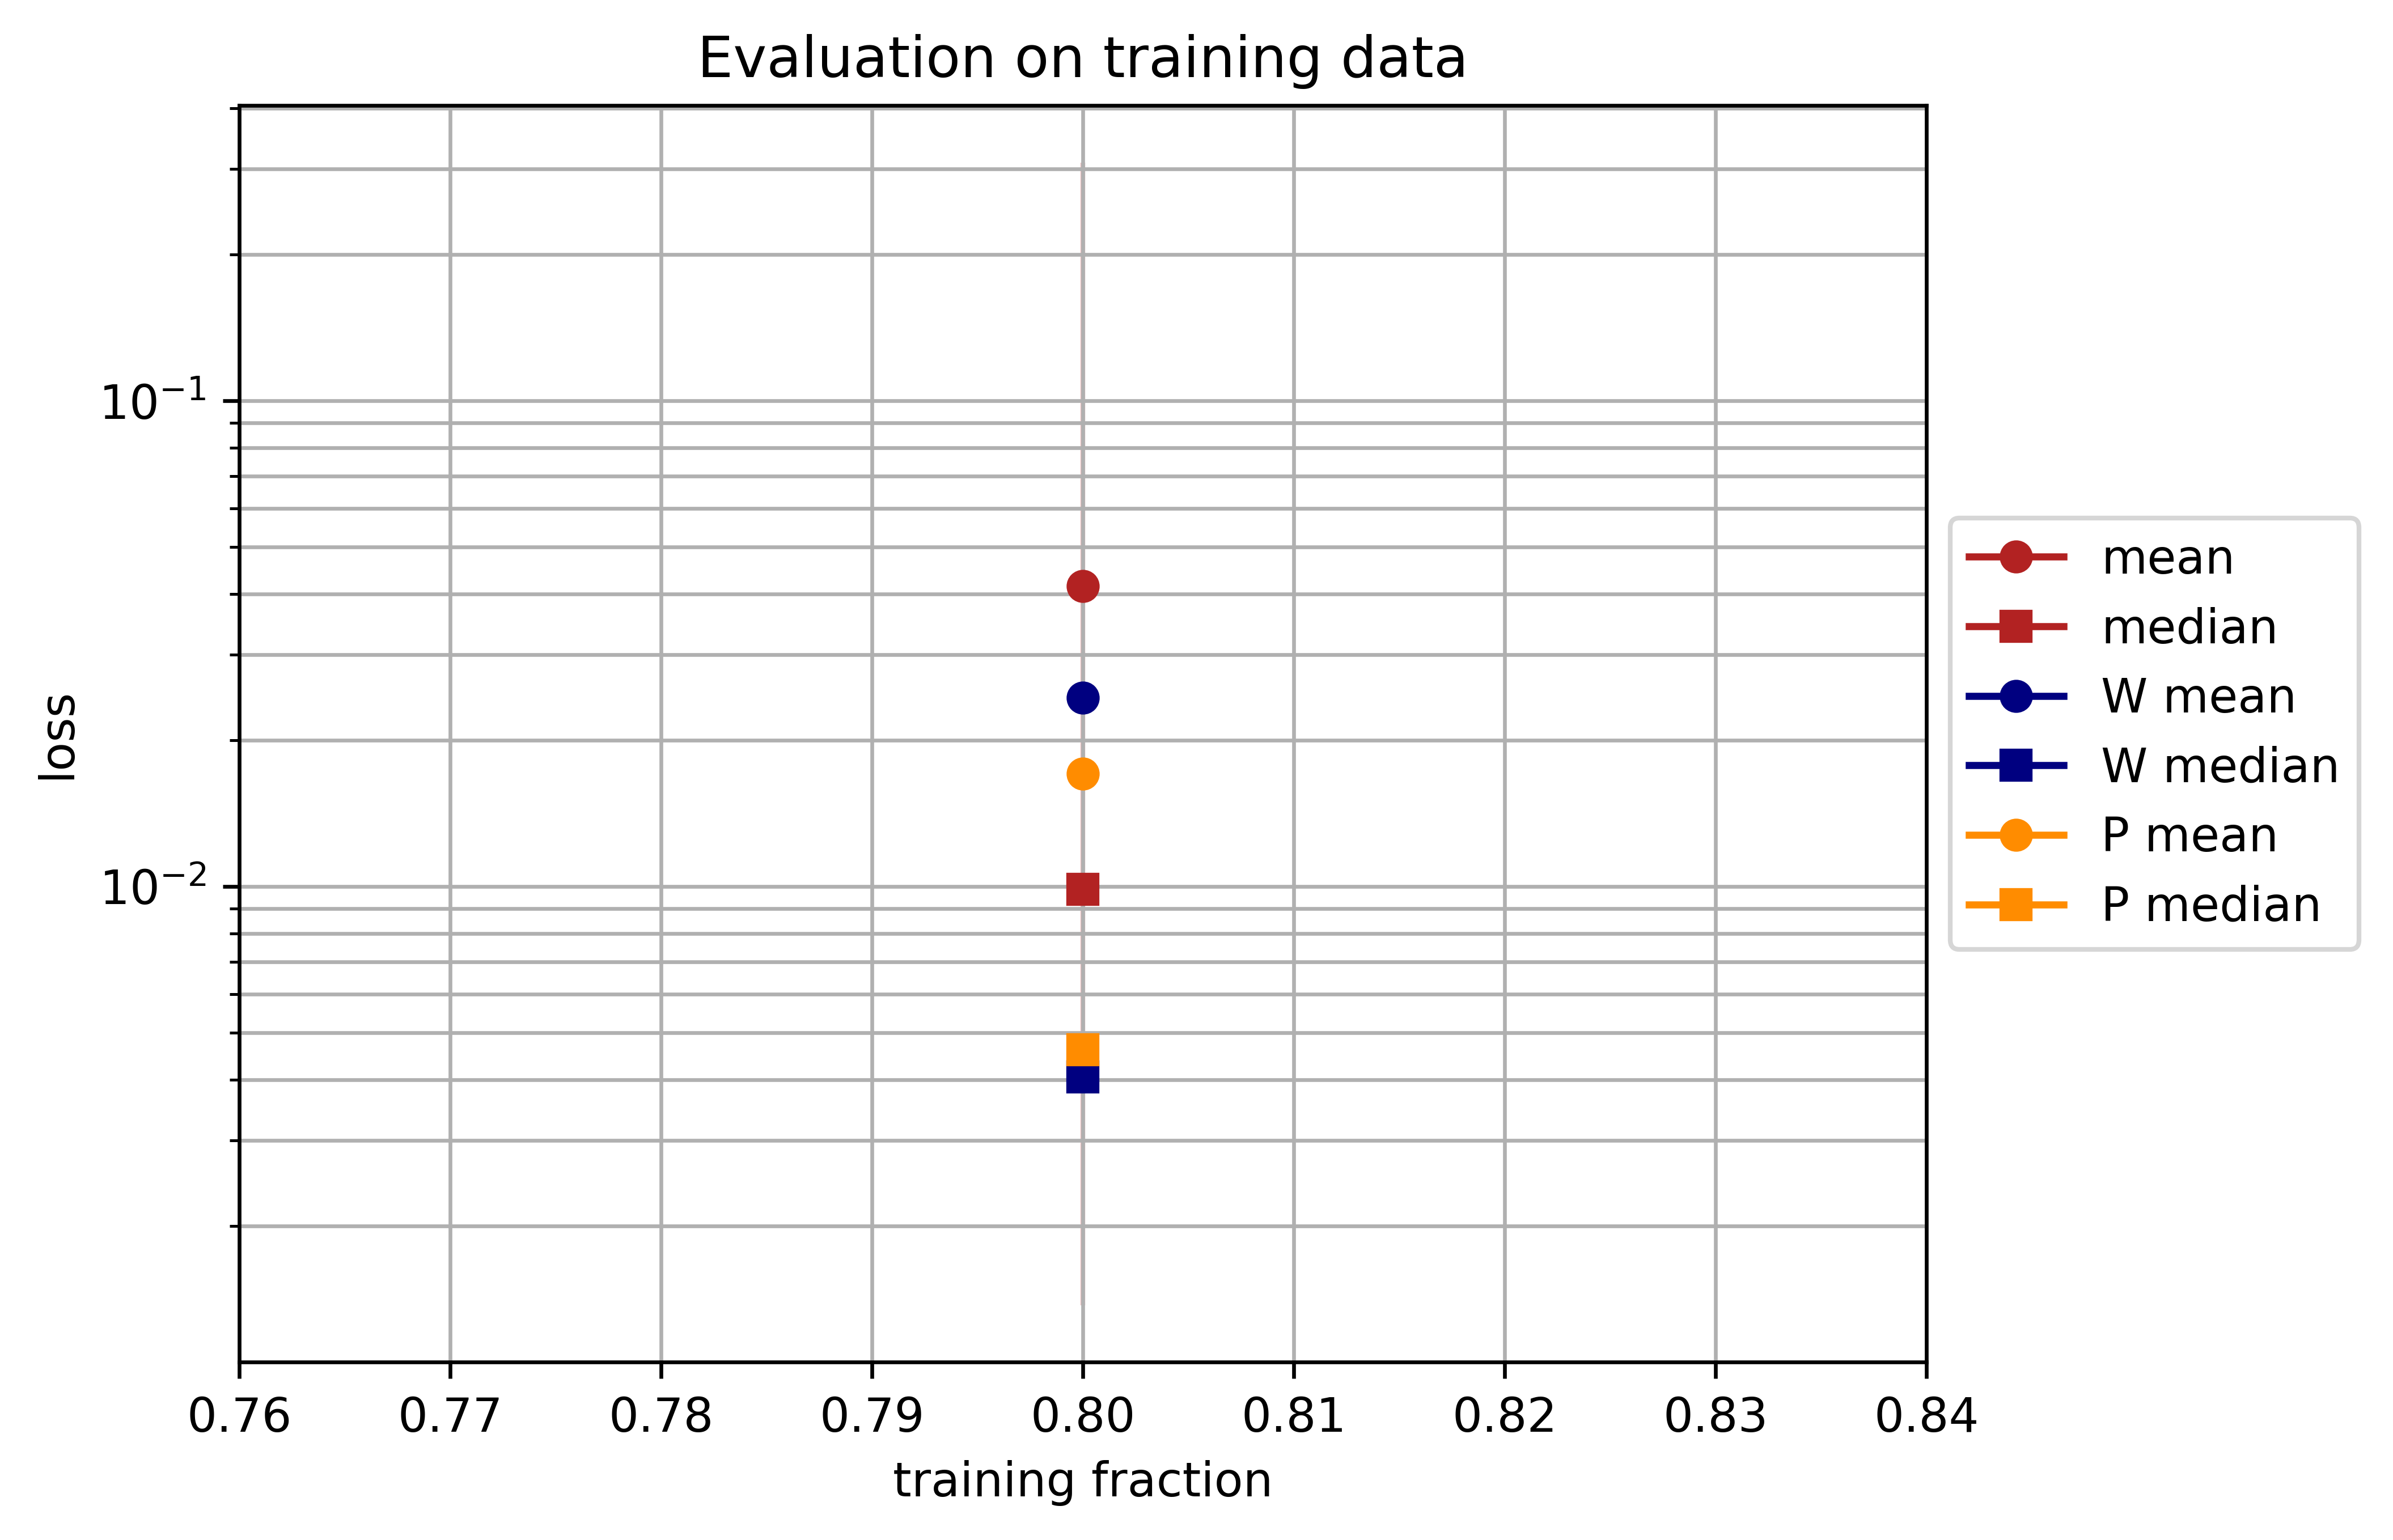 Evaluation on training data
loss
10⁻¹
10⁻²
0.76 0.77 0.78 0.79 0.80 0.81 0.82 0.83 0.84
training fraction
mean
median
W mean
W median
P mean
P median